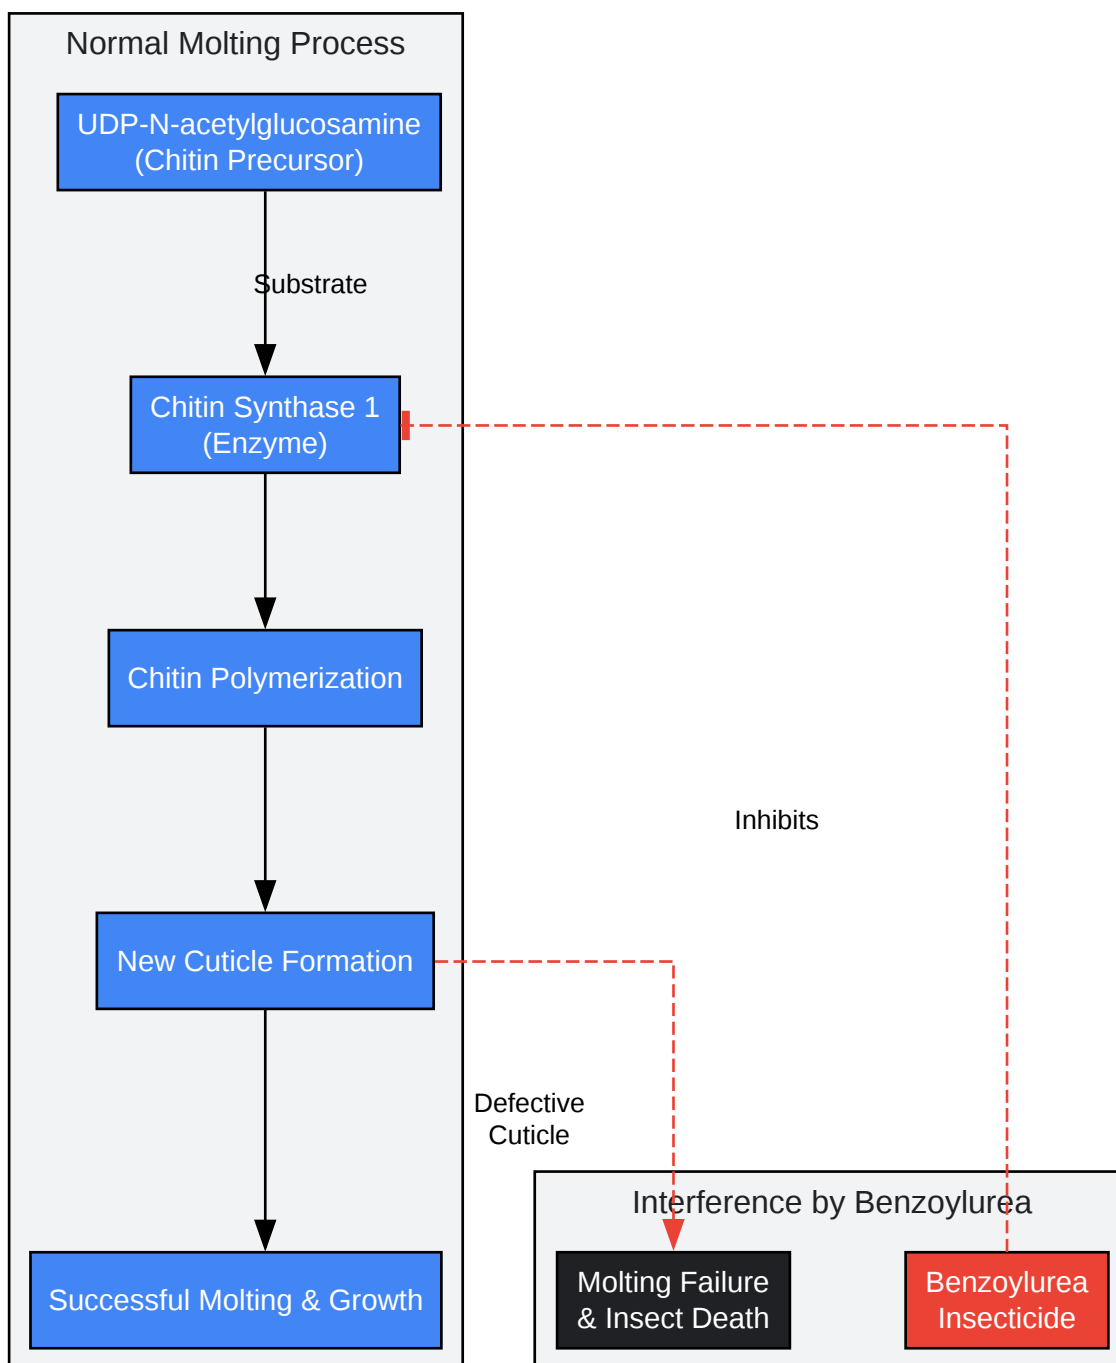 Normal Molting Process
UDP-N-acetylglucosamine
(Chitin Precursor)
Substrate
Chitin Synthase 1
(Enzyme)
Chitin Polymerization
Inhibits
New Cuticle Formation
Defective
Cuticle
Interference by Benzoylurea
Successful Molting & Growth
Molting Failure
& Insect Death
Benzoylurea
Insecticide